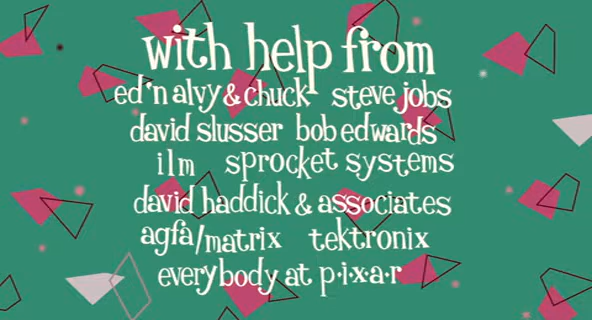 with help from
ed 'n alvy & chuck steve jobs
david slusser bob edwards
ilm sprocket systems
david haddick & associates
agfa/matrix tektronix
everybody at p·i·x·a·r